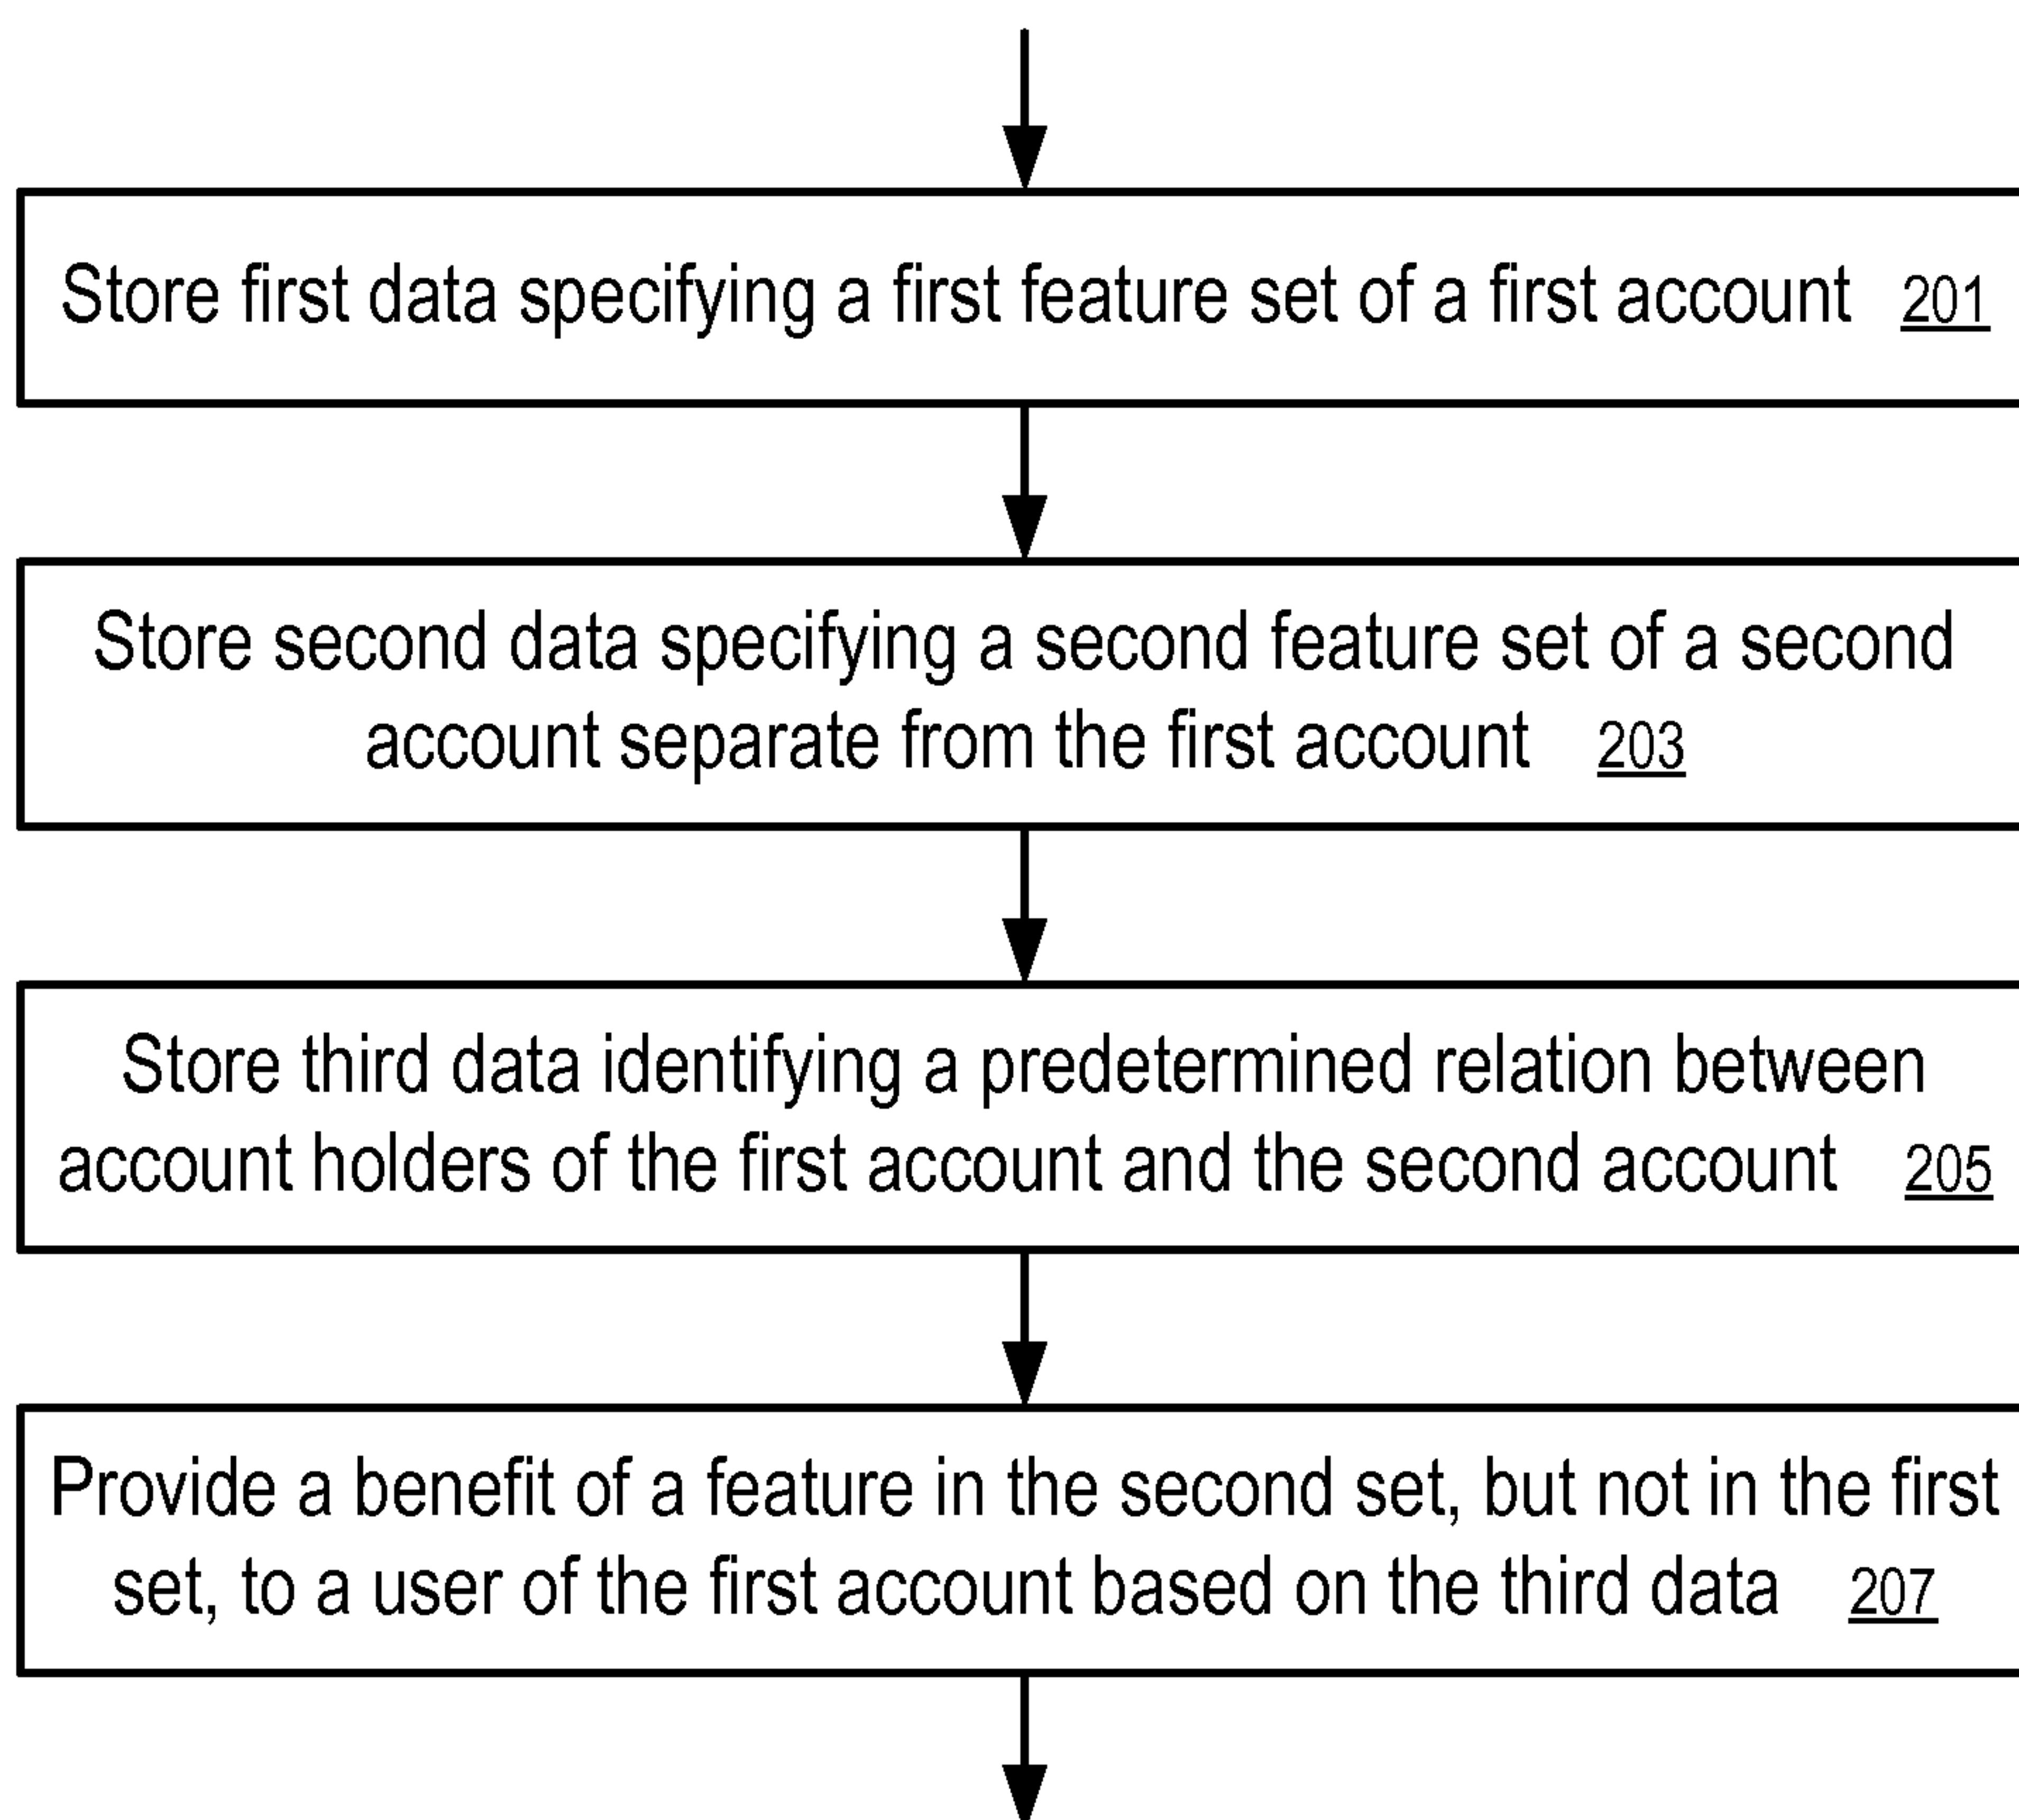 Store first data specifying a first feature set of a first account 201
Store second data specifying a second feature set of a second
account separate from the first account 203
Store third data identifying a predetermined relation between
account holders of the first account and the second account 205
Provide a benefit of a feature in the second set, but not in the first
set, to a user of the first account based on the third data 207